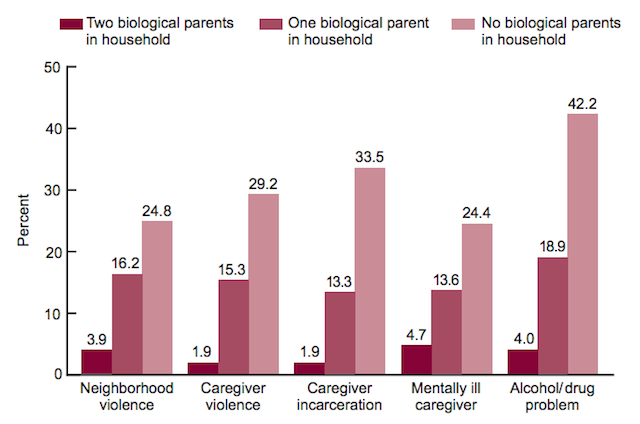 Two biological parents
in household
One biological parent
in household
No biological parents
in household
50
40
30
20
10
0
Percent
3.9
16.2
24.8
1.9
15.3
29.2
1.9
13.3
33.5
4.7
13.6
24.4
4.0
18.9
42.2
Neighborhood
violence
Caregiver
violence
Caregiver
incarceration
Mentally ill
caregiver
Alcohol/drug
problem